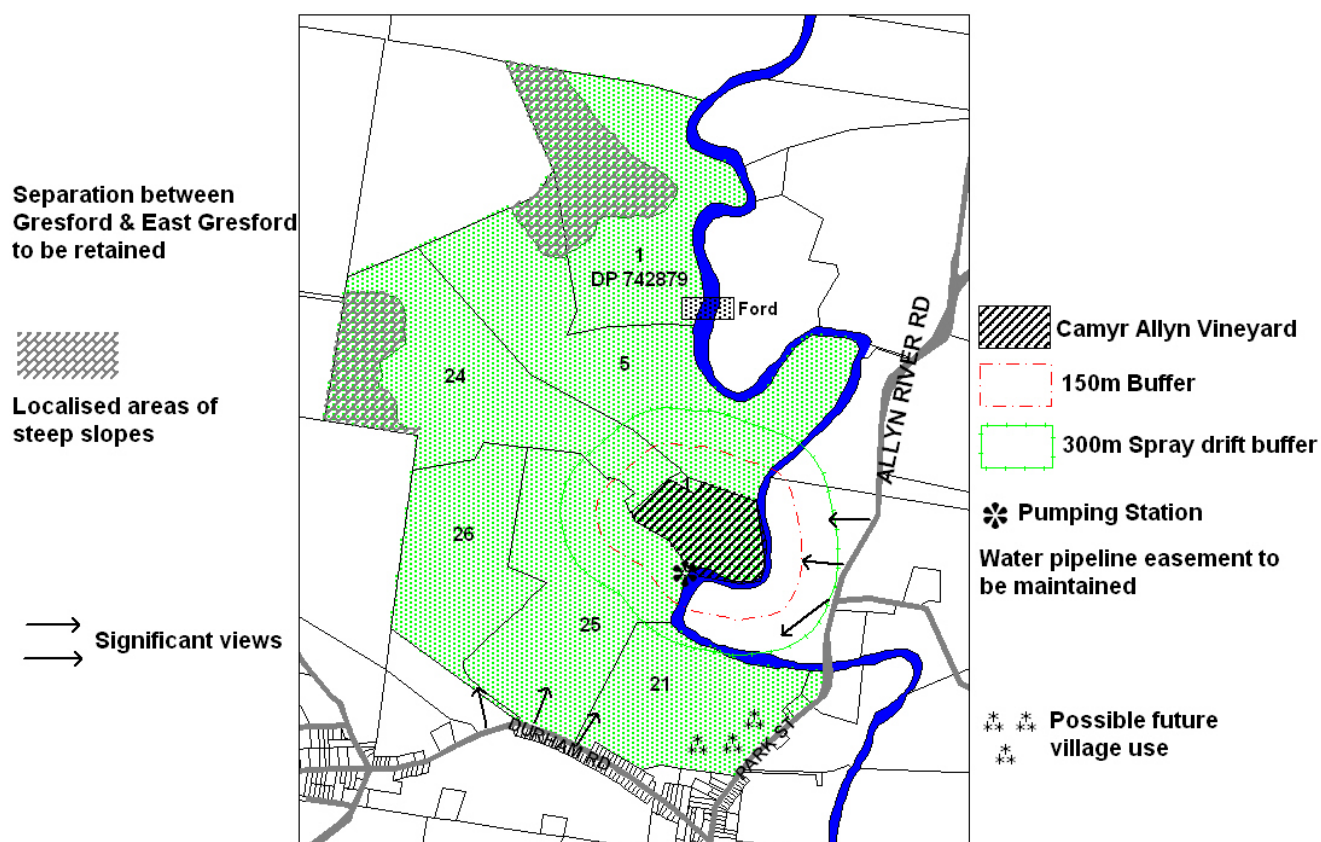 Separation between
Gresford & East Gresford
to be retained
Localised areas of
steep slopes
Significant views
1
DP 742879
Ford
5
24
26
25
21
ALLYN RIVER RD
DURHAM RD
PARK ST
Camyr Allyn Vineyard
150m Buffer
300m Spray drift buffer
Pumping Station
Water pipeline easement to
be maintained
Possible future
village use